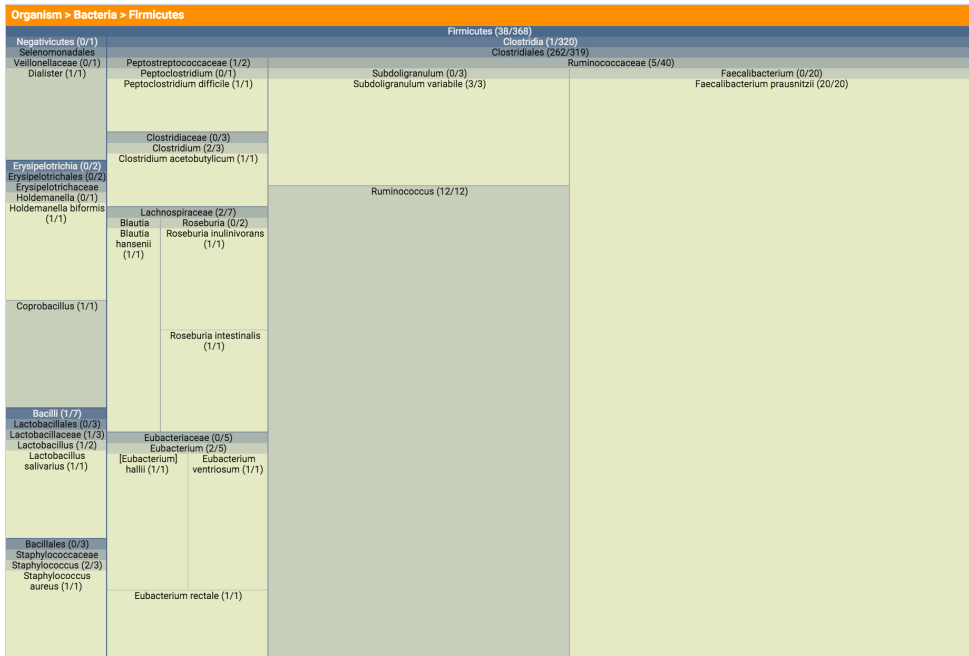 Organism > Bacteria > Firmicutes
Firmicutes (38/368)
Negativicutes (0/1)
Selenomonadales
Veillonellaceae (0/1)
Dialister (1/1)
Erysipelotrichia (0/2)
Erysipelotrichales (0/2)
Erysipelotrichaceae
Holdemanella (0/1)
Holdemanella biformis
(1/1)
Coprobacillus (1/1)
Bacilli (1/7)
Lactobacillales (0/3)
Lactobacillaceae (1/3)
Lactobacillus (1/2)
Lactobacillus
salivarius (1/1)
Bacillales (0/3)
Staphylococcaceae
Staphylococcus (2/3)
Staphylococcus
aureus (1/1)
Clostridia (1/320)
Clostridiales (262/319)
Peptostreptococcaceae (1/2)
Peptoclostridium (0/1)
Peptoclostridium difficile (1/1)
Clostridiaceae (0/3)
Clostridium (2/3)
Clostridium acetobutylicum (1/1)
Lachnospiraceae (2/7)
Blautia
Blautia
hansenii
(1/1)
Roseburia (0/2)
Roseburia inulinivorans
(1/1)
Roseburia intestinalis
(1/1)
Eubacteriaceae (0/5)
Eubacterium (2/5)
[Eubacterium]
hallii (1/1)
Eubacterium
ventriosum (1/1)
Eubacterium rectale (1/1)
Ruminococcaceae (5/40)
Subdoligranulum (0/3)
Subdoligranulum variabile (3/3)
Ruminococcus (12/12)
Faecalibacterium (0/20)
Faecalibacterium prausnitzii (20/20)